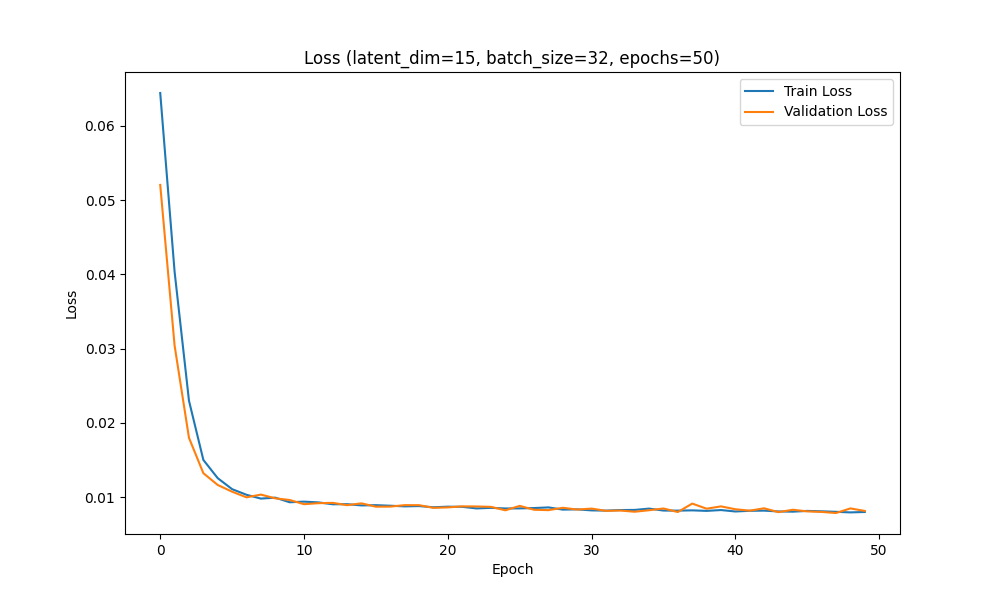 Loss (latent_dim=15, batch_size=32, epochs=50)
Train Loss
Validation Loss
0.06
0.05
0.04
0.03
0.02
0.01
Loss
0 10 20 30 40 50
Epoch